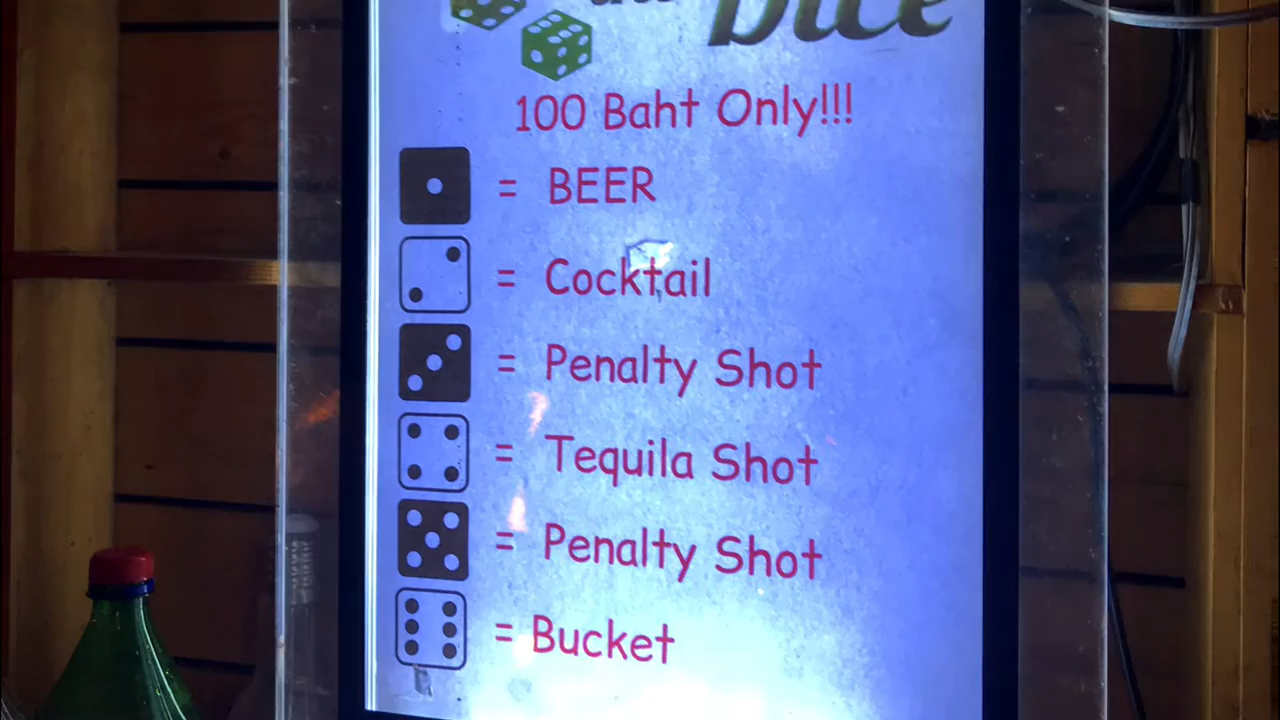 Dice
100 Baht Only!!!
= BEER
= Cocktail
= Penalty Shot
= Tequila Shot
= Penalty Shot
= Bucket